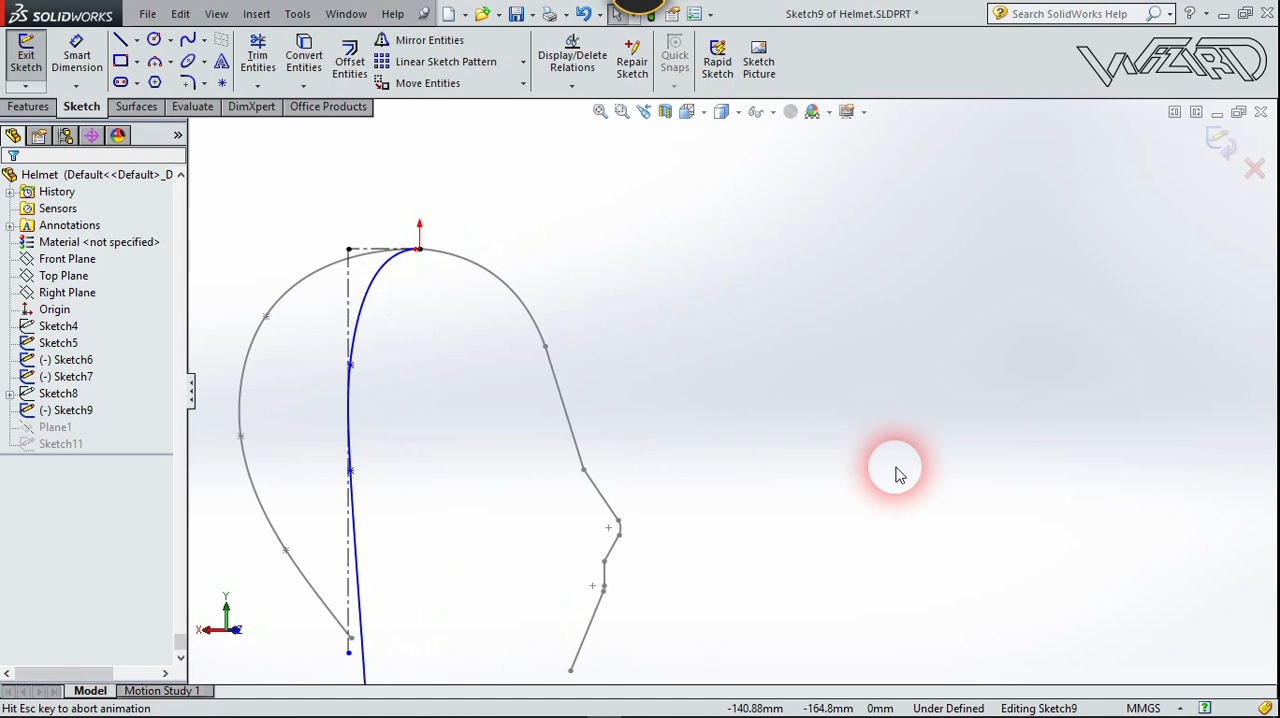 SOLIDWORKS File Edit View Insert Tools Window Help Sketch9 of Helmet.SLDPRT * Search SolidWorks Help
Exit Sketch Smart Dimension Trim Entities Convert Entities Offset Entities Mirror Entities Display/Delete Relations Repair Sketch Quick Snaps Rapid Sketch Sketch Picture WIZARD
Linear Sketch Pattern
Move Entities
Features Sketch Surfaces Evaluate DimXpert Office Products
Helmet (Default<<Default>_D
History
Sensors
Annotations
Material <not specified>
Front Plane
Top Plane
Right Plane
Origin
Sketch4
Sketch5
(-) Sketch6
(-) Sketch7
Sketch8
(-) Sketch9
Plane1
Sketch11
Y
X Z
Model Motion Study 1
Hit Esc key to abort animation -140.88mm -164.8mm 0mm Under Defined Editing Sketch9 MMGS